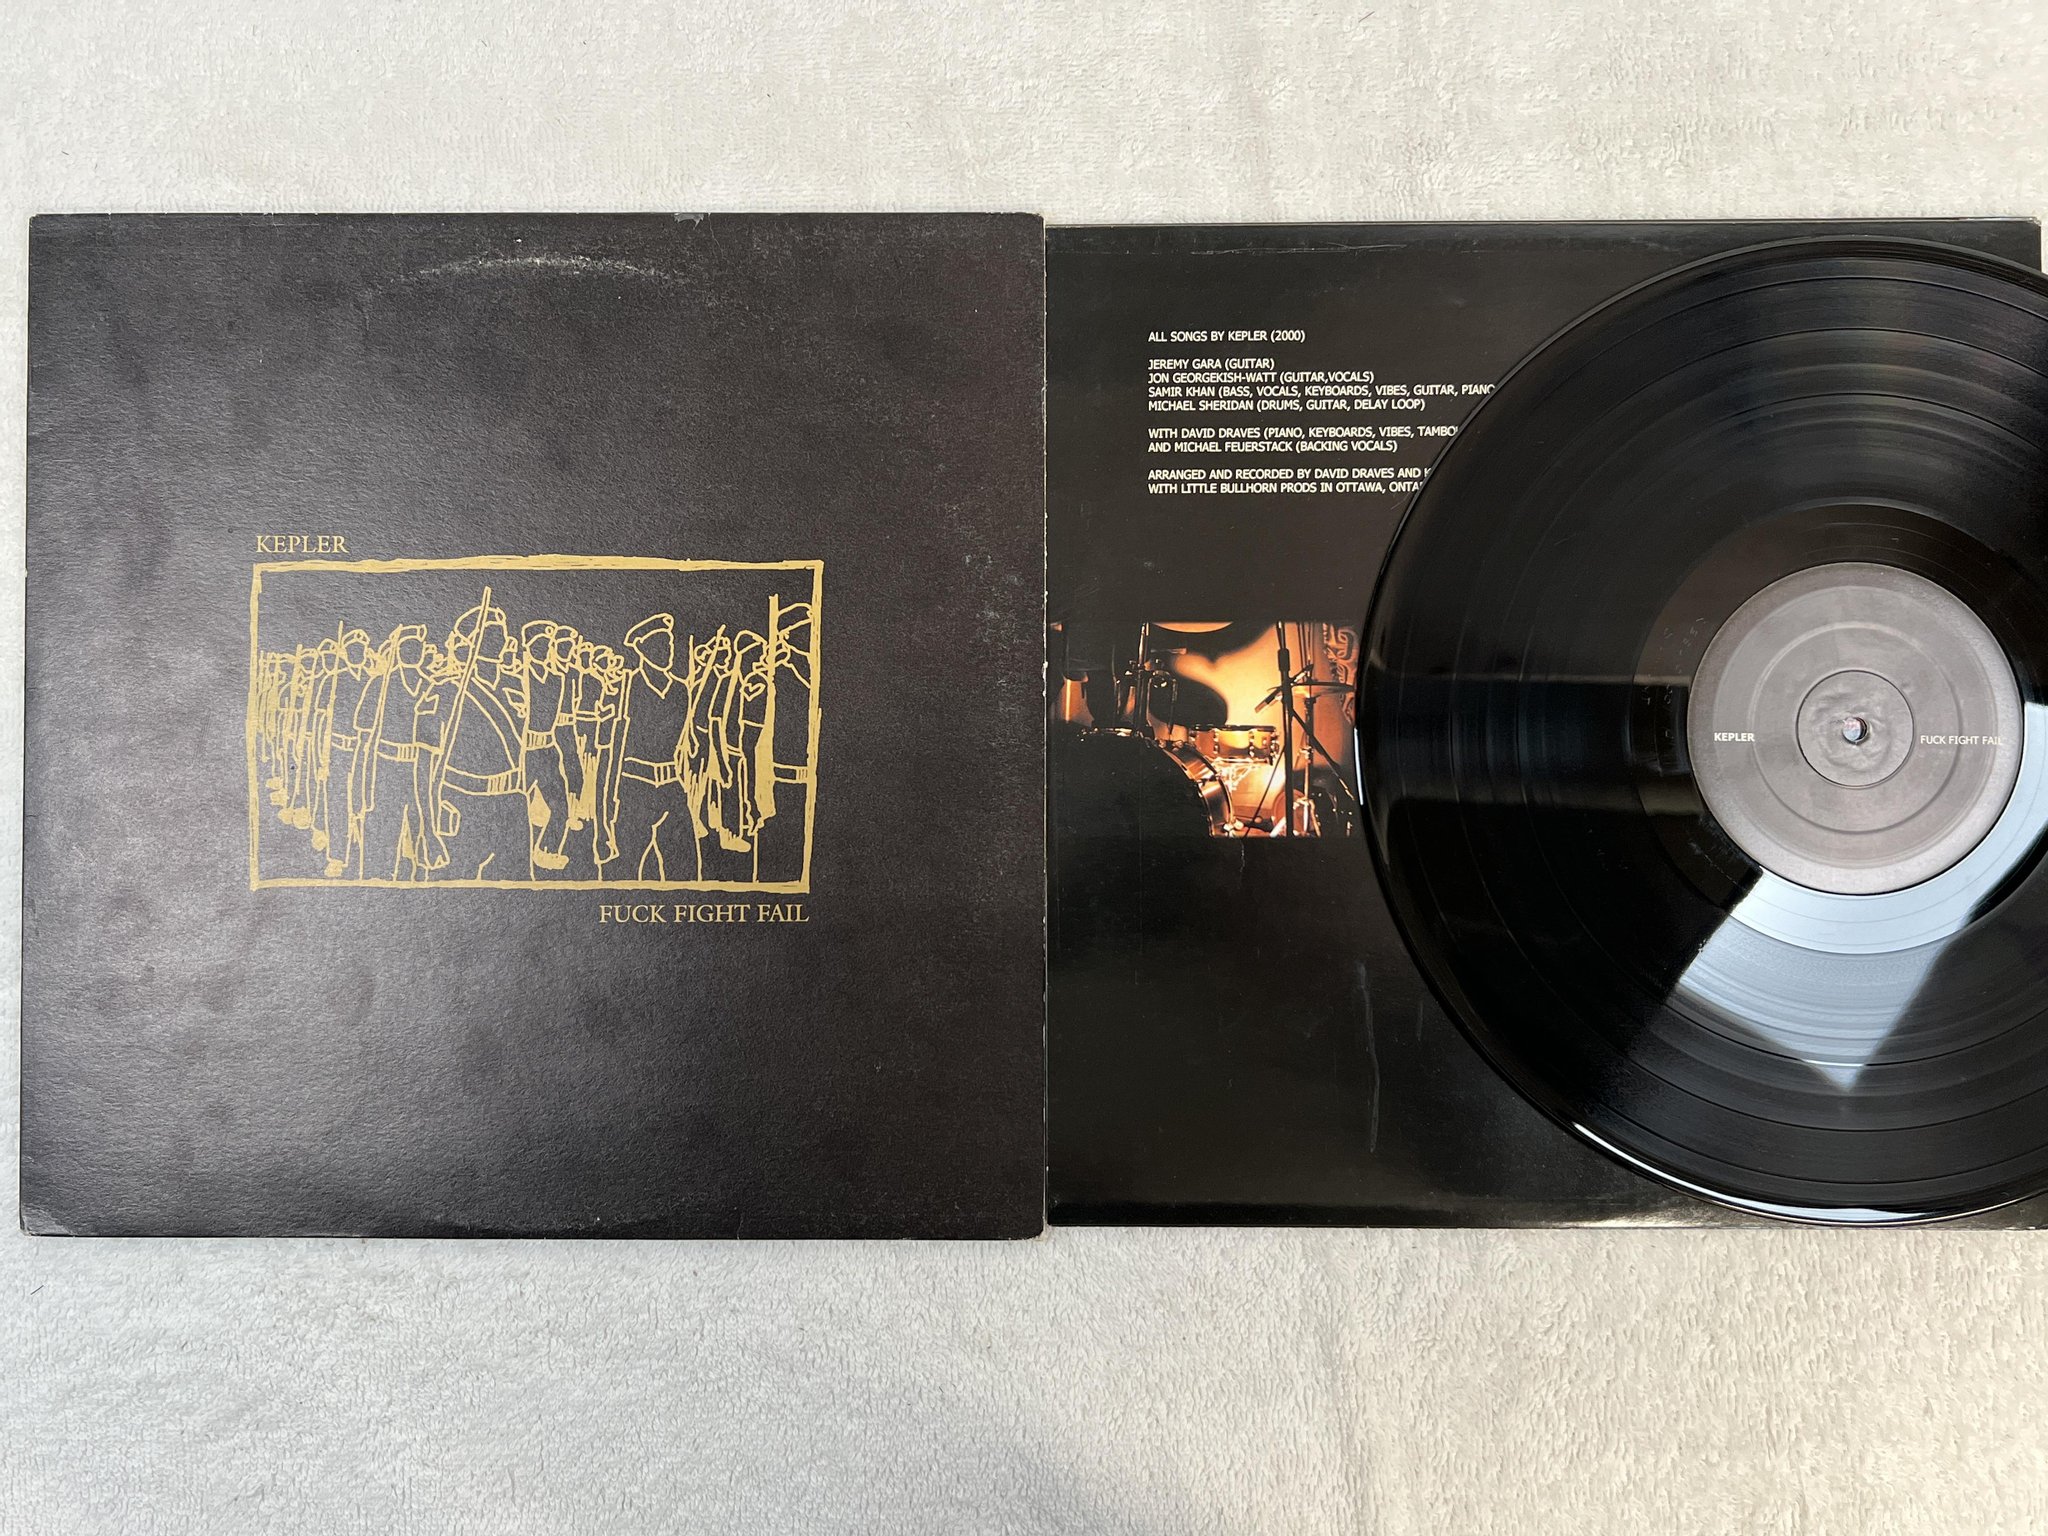 KEPLER
FUCK FIGHT FAIL
ALL SONGS BY KEPLER (2000)
JEREMY GARA (GUITAR)
JON GEORGEKISH-WATT (GUITAR,VOCALS)
SAMIR KHAN (BASS, VOCALS, KEYBOARDS, VIBES, GUITAR, PIANO
MICHAEL SHERIDAN (DRUMS, GUITAR, DELAY LOOP)
WITH DAVID DRAVES (PIANO, KEYBOARDS, VIBES,
AND MICHAEL FEUERSTACK (BACKING VOCALS)
ARRANGED AND RECORDED BY DAVID DRAVES AND
WITH LITTLE BULLHORN PRODS IN OTTAWA,
KEPLER
FUCK FIGHT FAIL